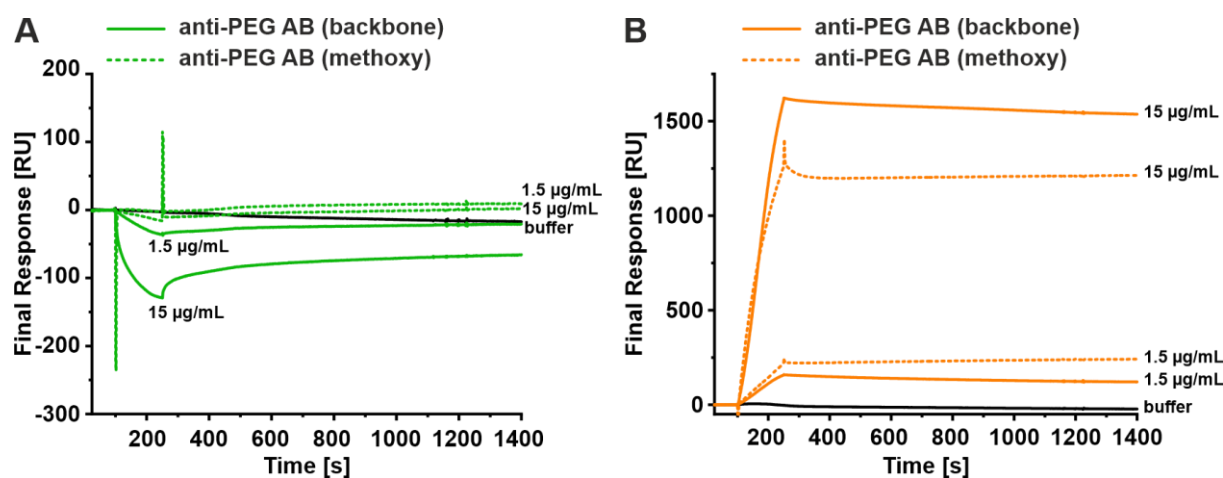 A
anti-PEG AB (backbone)
anti-PEG AB (methoxy)
200
100
0
-100
-200
-300
Final Response [RU]
1.5 µg/mL
15 µg/mL
buffer
1.5 µg/mL
15 µg/mL
200 400 600 800 1000 1200 1400
Time [s]
B
anti-PEG AB (backbone)
anti-PEG AB (methoxy)
1500
1000
500
0
Final Response [RU]
15 µg/mL
15 µg/mL
1.5 µg/mL
1.5 µg/mL
buffer
200 400 600 800 1000 1200 1400
Time [s]